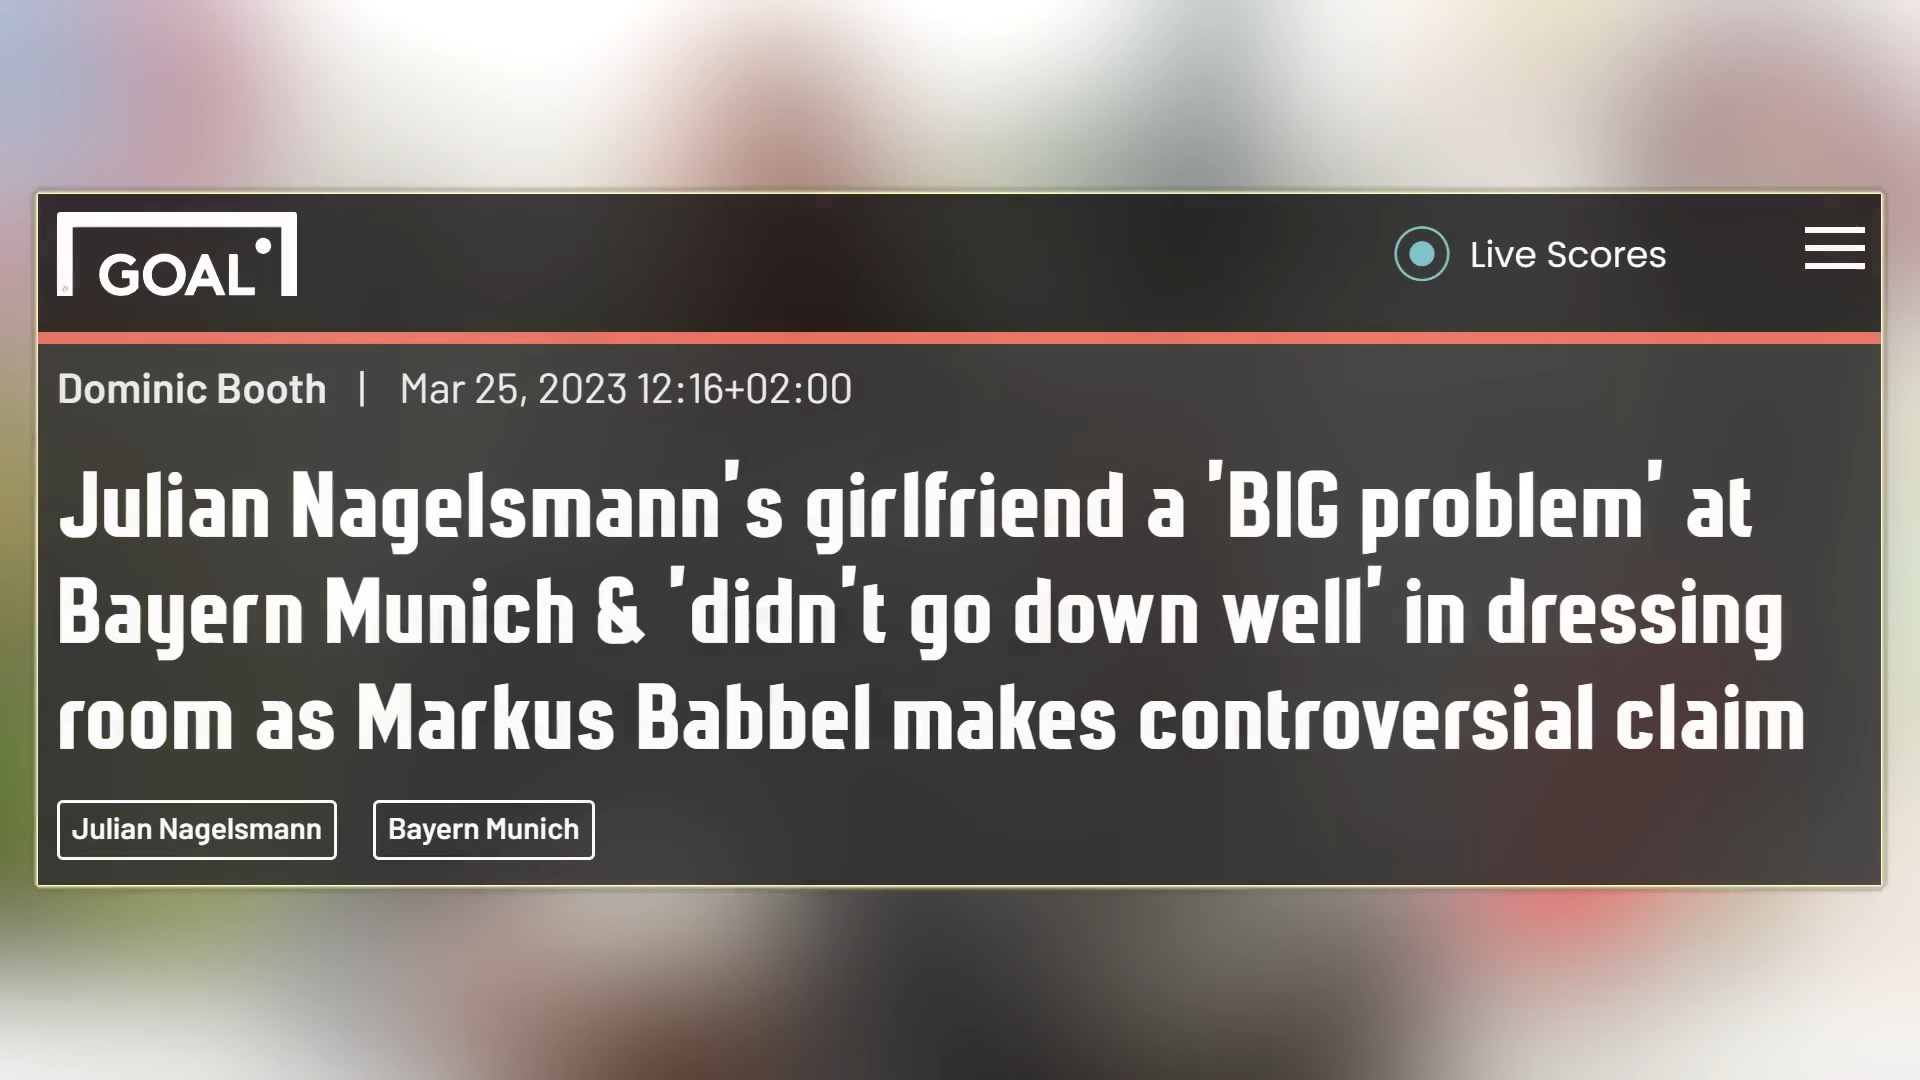 GOAL
Live Scores
Dominic Booth | Mar 25, 2023 12:16+02:00
Julian Nagelsmann's girlfriend a 'BIG problem' at
Bayern Munich & 'didn't go down well' in dressing
room as Markus Babbel makes controversial claim
Julian Nagelsmann
Bayern Munich